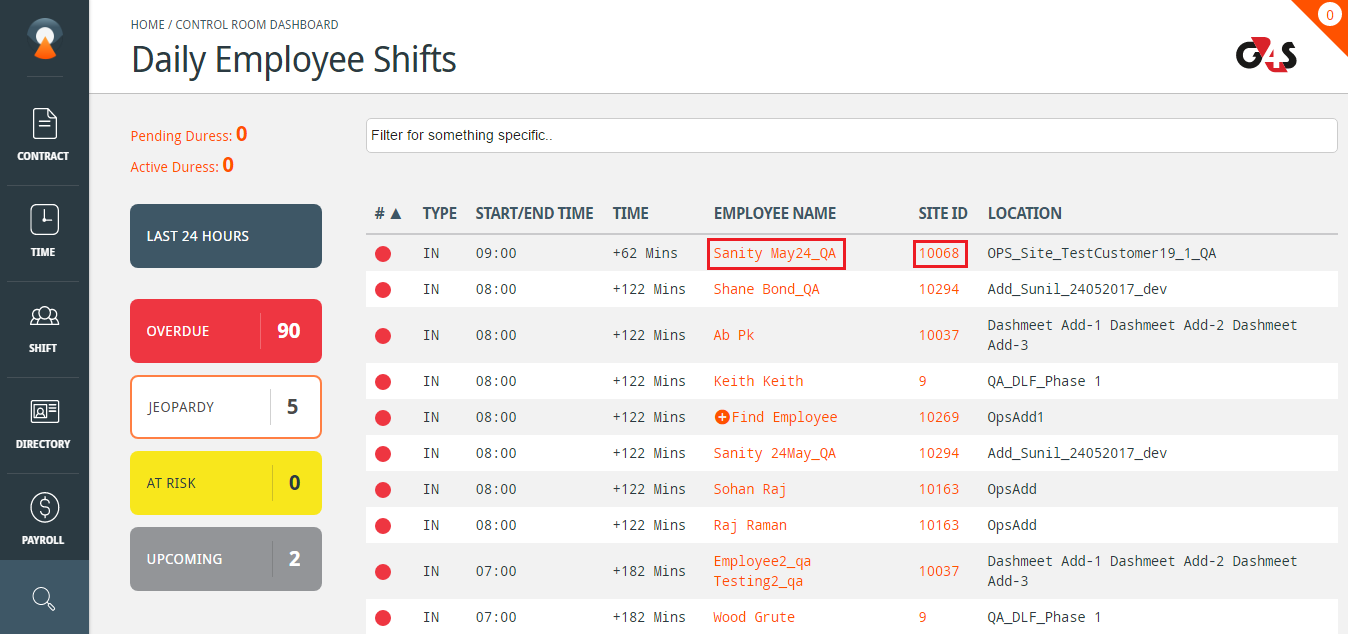 HOME / CONTROL ROOM DASHBOARD
Daily Employee Shifts
G4S
0
CONTRACT
TIME
SHIFT
DIRECTORY
PAYROLL
Pending Duress: 0
Active Duress: 0
LAST 24 HOURS
OVERDUE 90
JEOPARDY 5
AT RISK 0
UPCOMING 2
Filter for something specific..
# ▲ TYPE START/END TIME TIME EMPLOYEE NAME SITE ID LOCATION
IN 09:00 +62 Mins Sanity May24_QA 10068 OPS_Site_TestCustomer19_1_QA
IN 08:00 +122 Mins Shane Bond_QA 10294 Add_Sunil_24052017_dev
IN 08:00 +122 Mins Ab Pk 10037 Dashmeet Add-1 Dashmeet Add-2 Dashmeet
Add-3
IN 08:00 +122 Mins Keith Keith 9 QA_DLF_Phase 1
IN 08:00 +122 Mins Find Employee 10269 OpsAdd1
IN 08:00 +122 Mins Sanity 24May_QA 10294 Add_Sunil_24052017_dev
IN 08:00 +122 Mins Sohan Raj 10163 OpsAdd
IN 08:00 +122 Mins Raj Raman 10163 OpsAdd
IN 07:00 +182 Mins Employee2_qa 10037 Dashmeet Add-1 Dashmeet Add-2 Dashmeet
Testing2_qa Add-3
IN 07:00 +182 Mins Wood Grute 9 QA_DLF_Phase 1